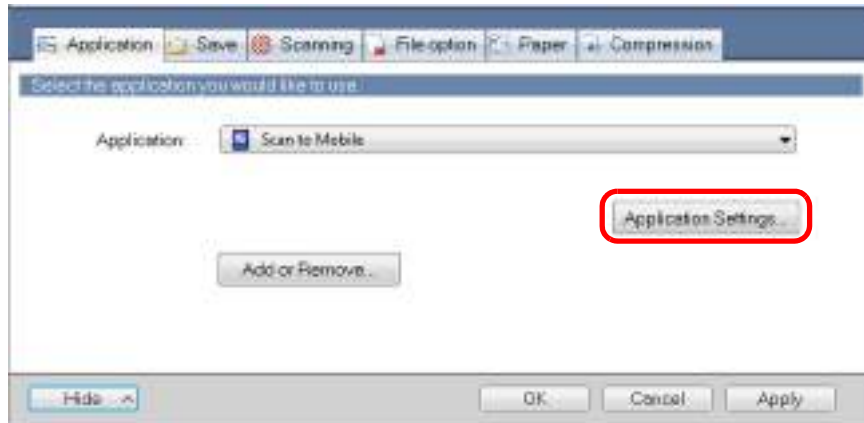 Application Save Scanning File option Paper Compression
Select the application you would like to use.
Application: Scan to Mobile
Application Settings...
Add or Remove...
Hide OK Cancel Apply